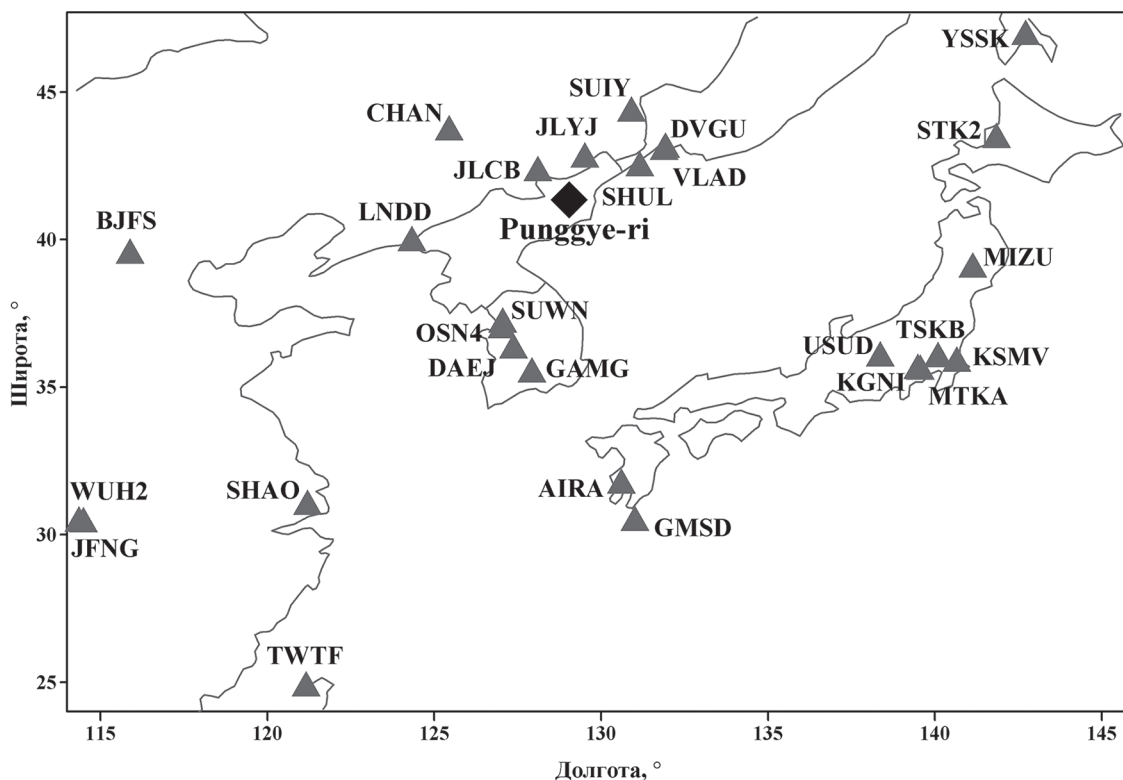 YSSK
45
SUIY
CHAN
JLYJ
DVGU
STK2
JLCB
VLAD
SHUL
LNDD
BJFS
Punggye-ri
40
MIZU
SUWN
OSN4
TSKB
USUD
KSMV
DAEJ
GAMG
KGNI
MTKA
35
Широта, °
WUH2
SHAO
AIRA
GMSD
JFNG
30
TWTF
25
115
120
125
130
135
140
145
Долгота, °